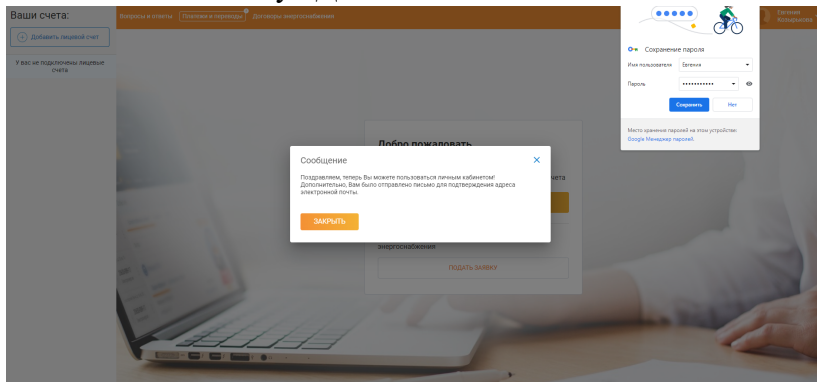 Ваши счета:
Добавить лицевой счет
У вас не подключены лицевые
счета
Вопросы и ответы
Платежи и переводы
Договоры энергоснабжения
Евгения
Сохранение пароля
Имя пользователя
Евгения
Пароль
Сохранить
Нет
Место хранения паролей на этом устройстве:
Google Менеджер паролей.
Добро пожаловать
Сообщение
Поздравляем, теперь Вы можете пользоваться личным кабинетом!
Дополнительно, Вам было отправлено письмо для подтверждения адреса
электронной почты.
ЗАКРЫТЬ
счета
энергоснабжения
ПОДАТЬ ЗАЯВКУ